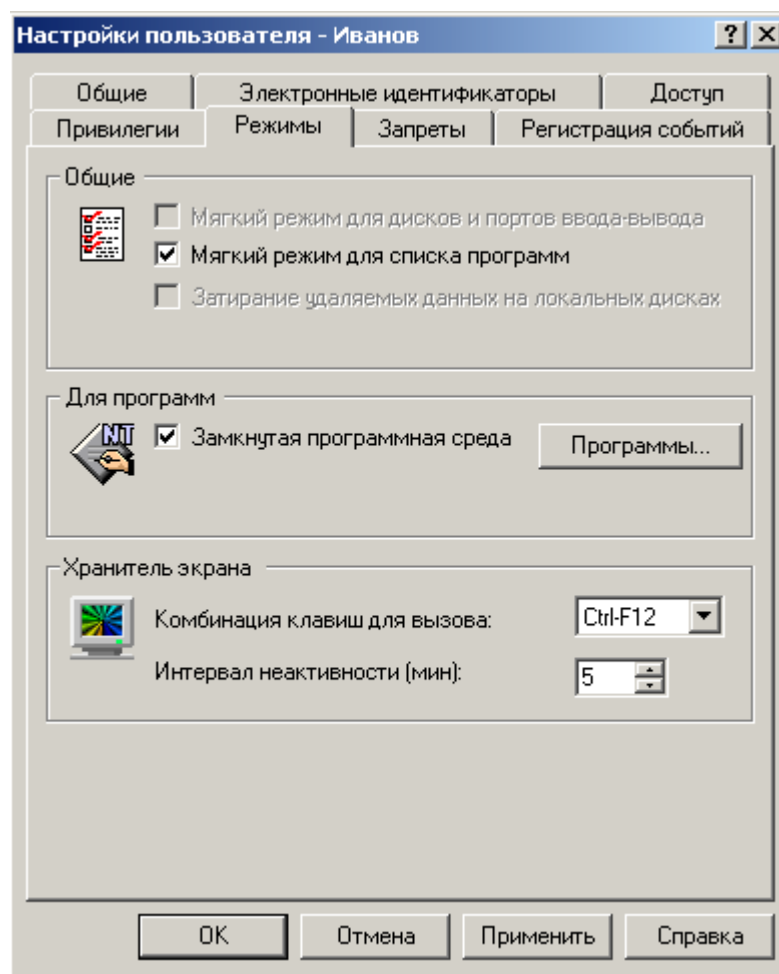 Настройки пользователя - Иванов
Общие Электронные идентификаторы Доступ
Привилегии Режимы Запреты Регистрация событий
Общие
Мягкий режим для дисков и портов ввода-вывода
Мягкий режим для списка программ
Затирание удаляемых данных на локальных дисках
Для программ
NT Замкнутая программная среда Программы...
Хранитель экрана
Комбинация клавиш для вызова: Ctrl-F12
Интервал неактивности (мин): 5
OK Отмена Применить Справка